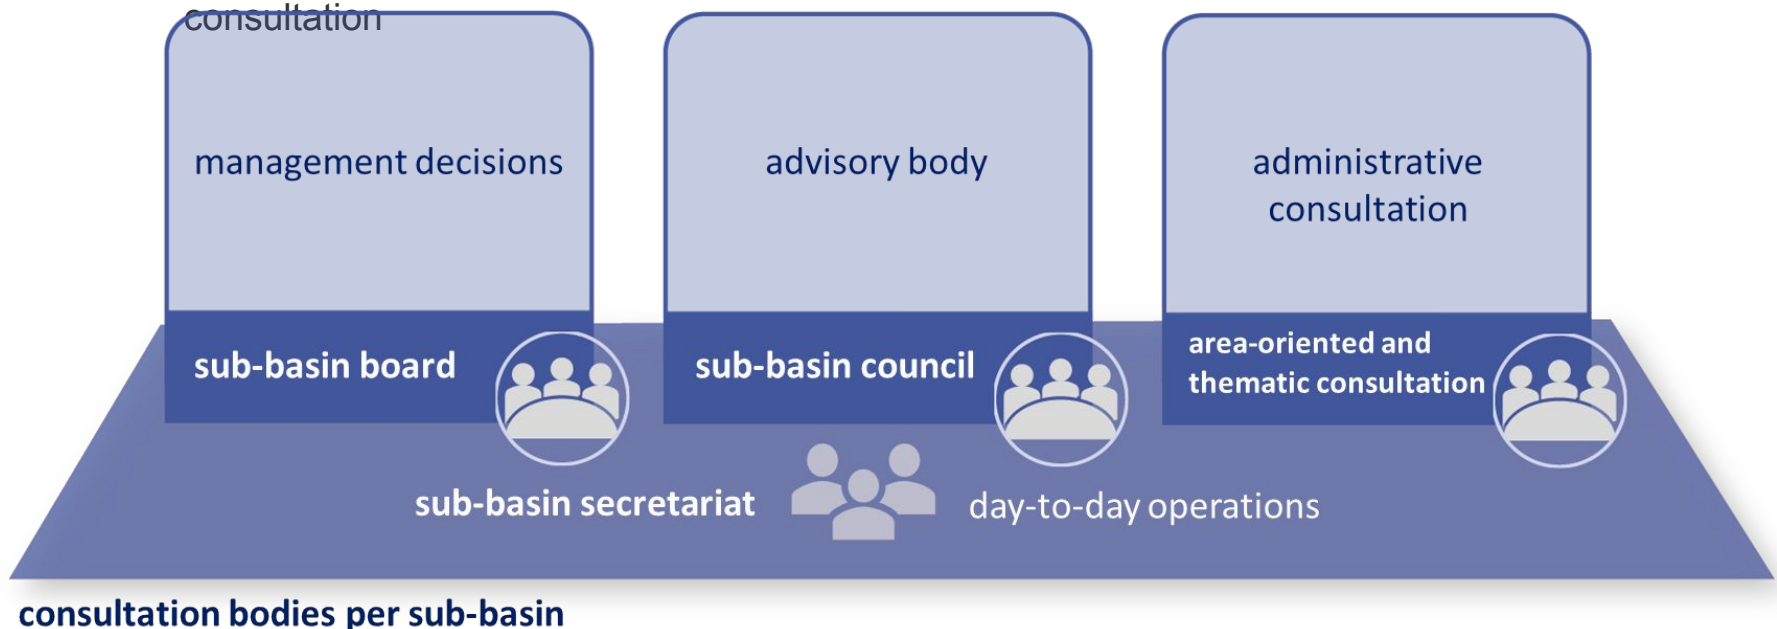 consultation
management decisions
advisory body
administrative
consultation
sub-basin board
sub-basin council
area-oriented and
thematic consultation
sub-basin secretariat
day-to-day operations
consultation bodies per sub-basin